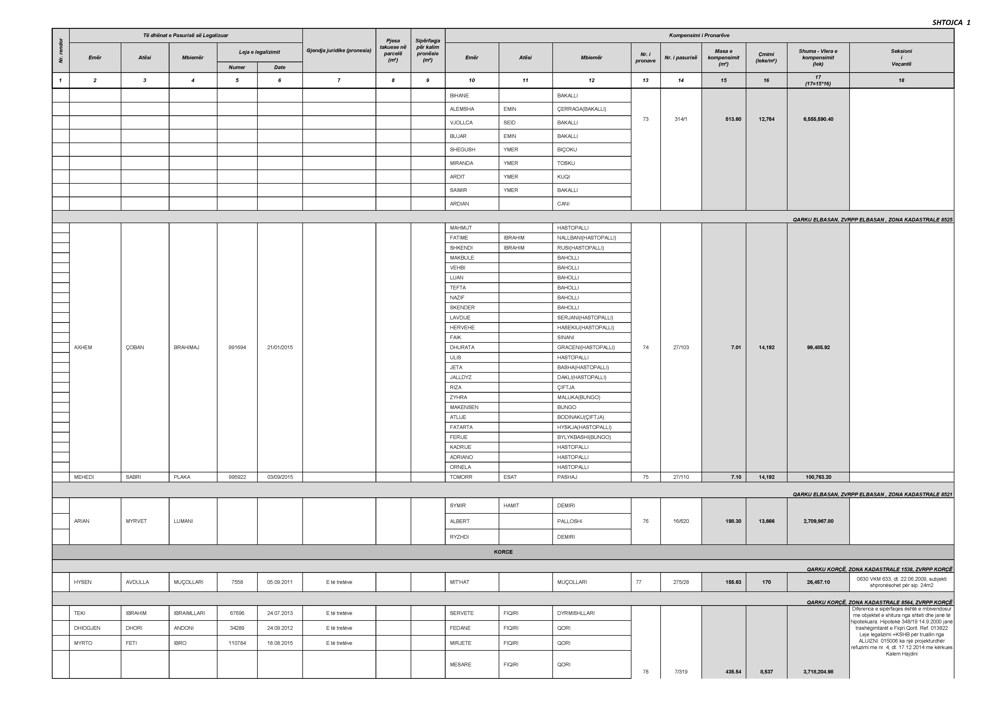 SHTOJCA 1
Nr. rendor
Të dhënat e Pasurisë së Legalizuar
Gjendja juridike (pronesia)
Pjesa takuese në parcelë (m²)
Sipërfaqja për kalim pronësie (m²)
Kompensimi i Pronarëve
Emër Atësi Mbiemër Leja e legalizimit
Numer Date
Emër Atësi Mbiemër Nr. i pronave Nr. i pasurisë Masa e kompensimit (m²) Çmimi (leke/m²) Shuma - Vlera e kompensimit (lek) Seksioni i Veçantë
1 2 3 4 5 6 7 8 9 10 11 12 13 14 15 16 17 (17=15*16) 18
BIHANE BAKALLI
ALEMSHA EMIN ÇERRAGA(BAKALLI)
73 314/1 513.60 12,764 6,555,590.40
VJOLLCA SEID BAKALLI
BUJAR EMIN BAKALLI
SHEGUSH YMER BIÇOKU
MIRANDA YMER TOSKU
ARDIT YMER KUQI
SAIMIR YMER BAKALLI
ARDIAN CANI
QARKU ELBASAN, ZVRPP ELBASAN , ZONA KADASTRALE 8525
MAHMUT HASTOPALLI
FATIME IBRAHIM NALLBANI(HASTOPALLI)
SHKENDI IBRAHIM RUSI(HASTOPALLI)
MAKBULE BAHOLLI
VEHBI BAHOLLI
LUAN BAHOLLI
TEFTA BAHOLLI
NAZIF BAHOLLI
SKENDER BAHOLLI
LAVDIJE SERJANI(HASTOPALLI)
HERVEHE HASEKIU(HASTOPALLI)
FAIK SINANI
AXHEM ÇOBAN BRAHIMAJ 991694 21/01/2015 DHURATA GRACENI(HASTOPALLI) 74 27/103 7.01 14,192 99,485.92
ULIS HASTOPALLI
JETA BASHA(HASTOPALLI)
JALLDYZ DAKLI(HASTOPALLI)
RIZA ÇIFTJA
ZYHRA MALUKA(BUNGO)
MAKENSEN BUNGO
ATLIJE BODINAKU(ÇIFTJA)
FATARTA HYSKJA(HASTOPALLI)
FERIJE BYLYKBASHI(BUNGO)
KADRIJE HASTOPALLI
ADRIANO HASTOPALLI
ORNELA HASTOPALLI
MEHEDI SABRI PLAKA 995922 03/09/2015 TOMORR ESAT PASHAJ 75 27/110 7.10 14,192 100,763.20
QARKU ELBASAN, ZVRPP ELBASAN , ZONA KADASTRALE 8521
SYMIR HAMIT DEMIRI
ARIAN MYRVET LUMANI ALBERT PALLOSHI 76 16/620 198.30 13,666 2,709,967.80
RYZHDI DEMIRI
KORCE
QARKU KORÇË, ZONA KADASTRALE 1538, ZVRPP KORÇË
HYSEN AVDULLA MUÇOLLARI 7558 05.09.2011 E të tretëve MIT'HAT MUÇOLLARI 77 275/28 155.63 170 26,457.10
0630 VKM 633, dt. 22.06.2009, subjekti
shpronësohet për sip. 24m2
QARKU KORÇË, ZONA KADASTRALE 8564, ZVRPP KORÇË
TEKI IBRAHIM IBRAIMLLARI 67696 24.07.2013 E të tretëve SERVETE FIQIRI DYRMISHLLARI
DHIOGJEN DHORI ANDONI 34289 24.09.2012 E të tretëve FEDANE FIQIRI QORI
MYRTO FETI IBRO 110784 18.08.2015 E të tretëve MIRJETE FIQIRI QORI
MESARE FIQIRI QORI
78 7/319 435.54 8,537 3,718,204.98
Diferenca e sipërfaqes është e mbivendosur
me objektet e shitura nga shteti dhe janë të
hipotekuara. Hipotekë 348/19 14.9.2000 janë
trashëgimtarët e Fiqiri Qorit. Ref. 013822
Leje legalizimi +KSHB për truallin nga
ALUIZNI. 015006 ka një projekturdhër
refuzimi me nr. 4, dt. 17.12.2014 me kërkues
Kalem Hajdini